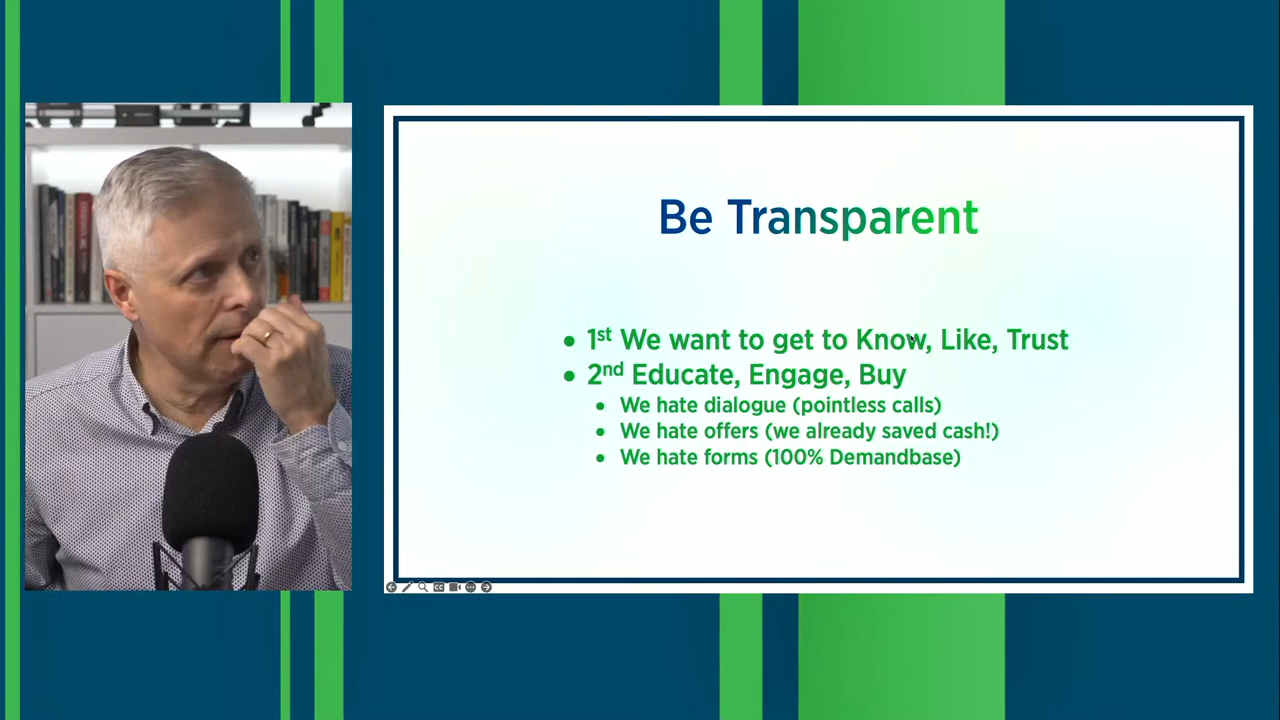 Be Transparent
• 1st We want to get to Know, Like, Trust
• 2nd Educate, Engage, Buy
• We hate dialogue (pointless calls)
• We hate offers (we already saved cash!)
• We hate forms (100% Demandbase)